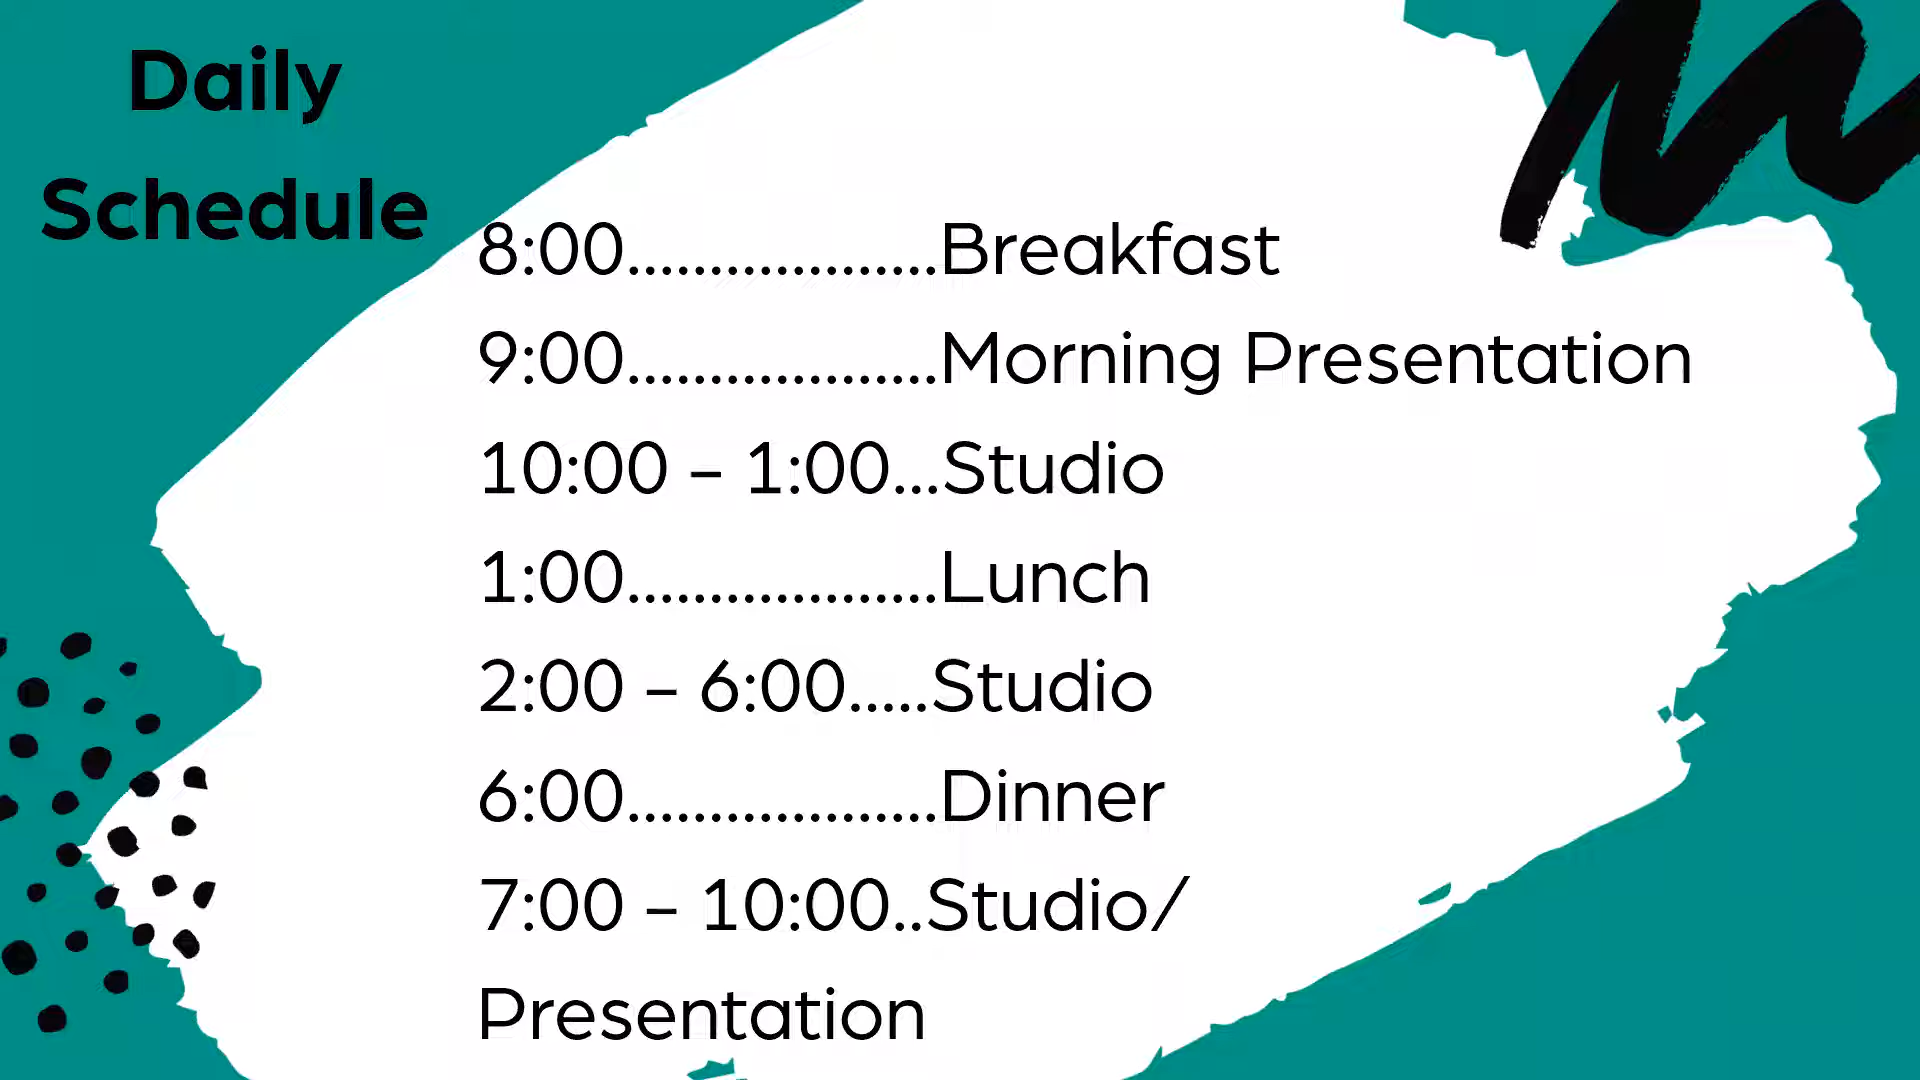 Daily
Schedule
8:00...................Breakfast
9:00...................Morning Presentation
10:00 - 1:00...Studio
1:00...................Lunch
2:00 - 6:00.....Studio
6:00...................Dinner
7:00 - 10:00..Studio/
Presentation